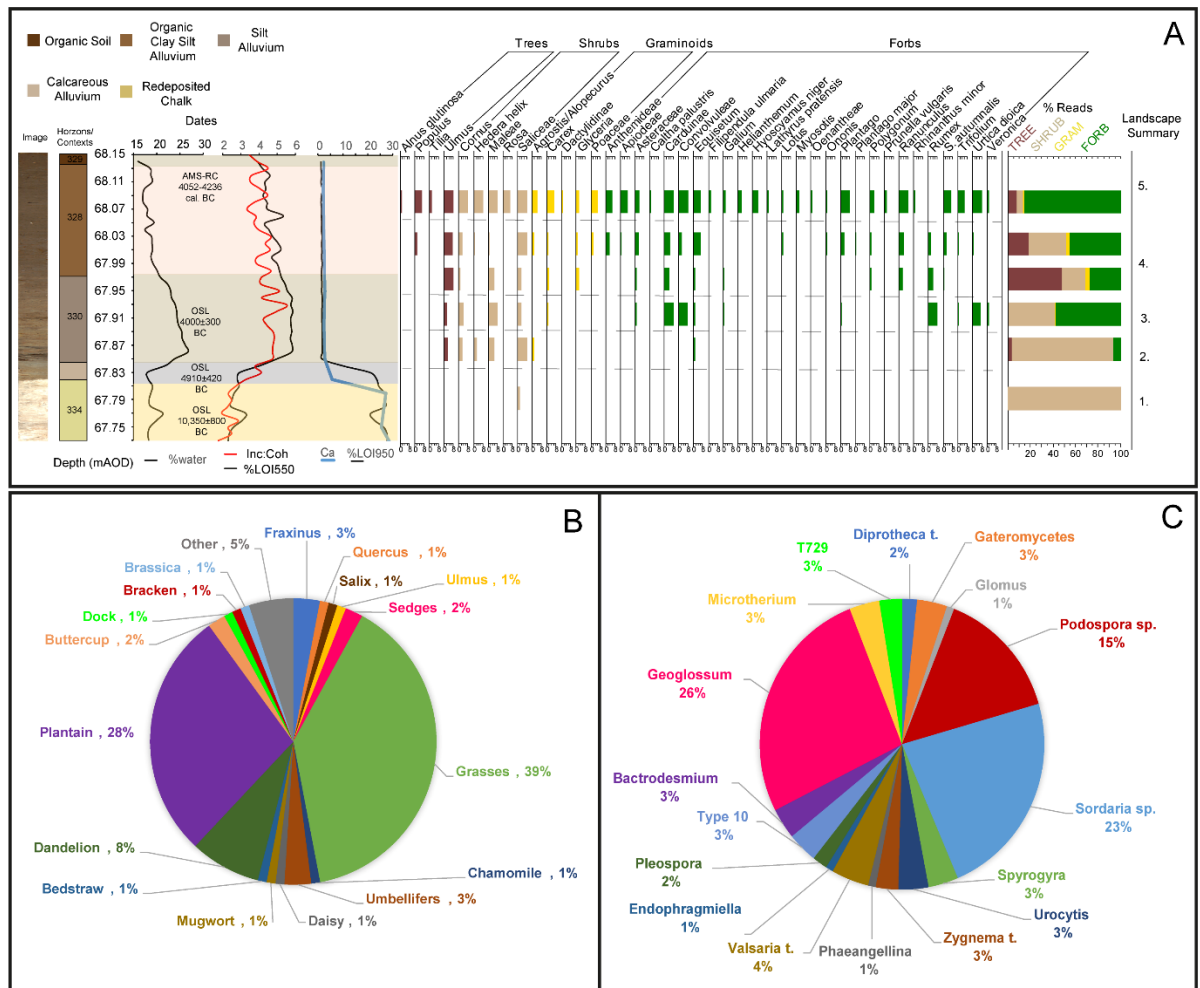 A
Organic Soil
Organic
Clay Silt
Alluvium
Silt
Alluvium
Calcareous
Alluvium
Redeposited
Chalk
Trees
Shrubs
Graminoids
Forbs
Image
Horzons/
Contexts
Dates
Alnus glutinosa
Populus
Tilia
Ulmus
Cornus
Hedera helix
Maleae
Rosa
Saliceae
Agrostis/Alopecurus
Carex
Dactylidinae
Glyceria
Poaceae
Anthemideae
Apodeae
Asteraceae
Caltha palustris
Carduinae
Convolvuleae
Equisetum
Filipendula ulmaria
Galium
Helianthemum
Hyoscyamus niger
Lathyrus pratensis
Lotus
Myosotis
Oenantheae
Ononis
Plantago
Plantago major
Polygonum
Prunella vulgaris
Ranunculus
Rhinanthus minor
Rumex
S. autumnalis
Trifolium
Urtica dioica
Veronica
% Reads
TREE
SHRUB
GRAM
FORB
Landscape
Summary
15 20 25 30 2 3 4 5 6 7 0 10 20 30
68.15
68.11
68.07
68.03
67.99
67.95
67.91
67.87
67.83
67.79
67.75
329
328
330
334
AMS-RC
4052-4236
cal. BC
OSL
4000±300
BC
OSL
4910±420
BC
OSL
10,350±800
BC
5.
4.
3.
2.
1.
0 20 40 60 80 100
Depth (mAOD)
%water
Inc:Coh
%LOI550
Ca
%LOI950
B
Fraxinus , 3%
Quercus , 1%
Salix , 1%
Ulmus , 1%
Sedges , 2%
Grasses , 39%
Chamomile , 1%
Umbellifers , 3%
Daisy , 1%
Mugwort , 1%
Bedstraw , 1%
Dandelion , 8%
Plantain , 28%
Buttercup , 2%
Dock , 1%
Bracken , 1%
Brassica , 1%
Other , 5%
C
Diprotheca t.
2%
Gateromycetes
3%
Glomus
1%
Podospora sp.
15%
Sordaria sp.
23%
Spyrogyra
3%
Urocytis
3%
Zygnema t.
3%
Phaeangellina
1%
Valsaria t.
4%
Endophragmiella
1%
Pleospora
2%
Type 10
3%
Bactrodesmium
3%
Geoglossum
26%
Microtherium
3%
T729
3%